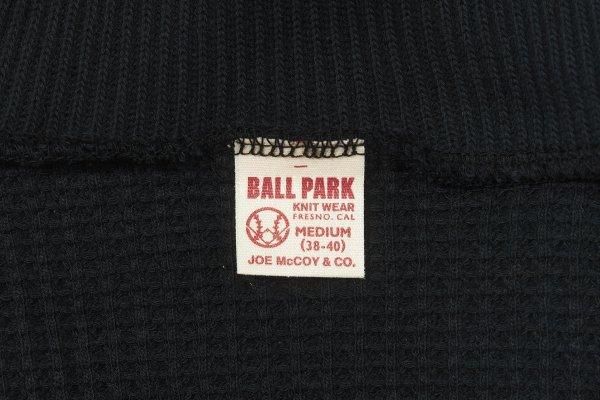 BALL PARK
KNIT WEAR
FRESNO. CAL
MEDIUM
(38-40)
JOE McCOY & CO.